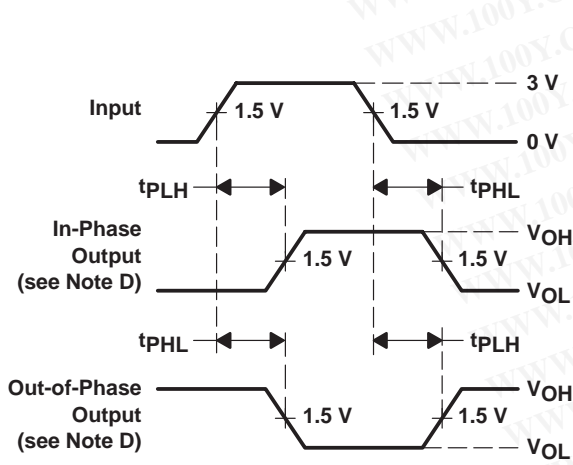 3 V
Input
1.5 V
1.5 V
0 V
tPLH
tPHL
In-Phase
Output
(see Note D)
VOH
1.5 V
1.5 V
VOL
tPHL
tPLH
Out-of-Phase
Output
(see Note D)
VOH
1.5 V
1.5 V
VOL